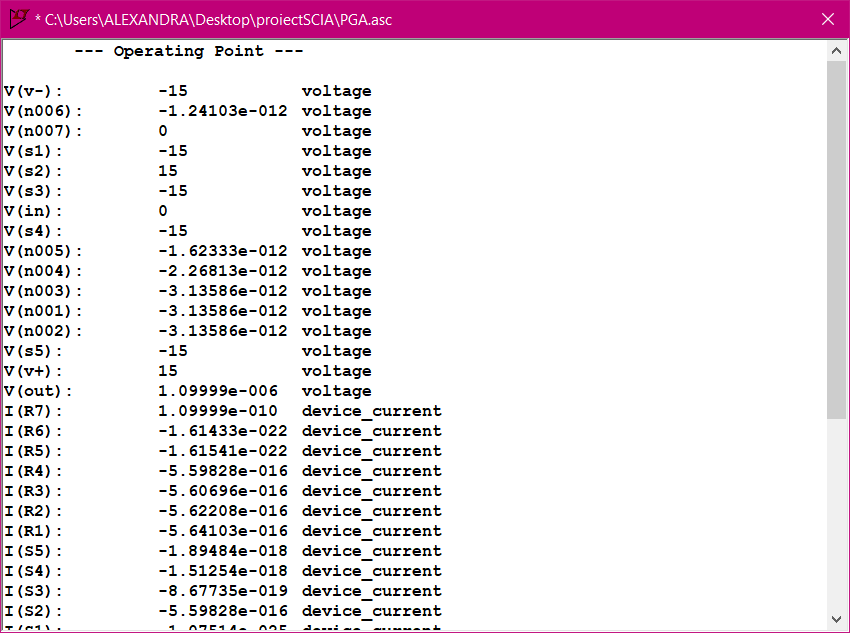 * C:\Users\ALEXANDRA\Desktop\proiectSCIA\PGA.asc
--- Operating Point ---
V(v-): -15 voltage
V(n006): -1.24103e-012 voltage
V(n007): 0 voltage
V(s1): -15 voltage
V(s2): 15 voltage
V(s3): -15 voltage
V(in): 0 voltage
V(s4): -15 voltage
V(n005): -1.62333e-012 voltage
V(n004): -2.26813e-012 voltage
V(n003): -3.13586e-012 voltage
V(n001): -3.13586e-012 voltage
V(n002): -3.13586e-012 voltage
V(s5): -15 voltage
V(v+): 15 voltage
V(out): 1.09999e-006 voltage
I(R7): 1.09999e-010 device_current
I(R6): -1.61433e-022 device_current
I(R5): -1.61541e-022 device_current
I(R4): -5.59828e-016 device_current
I(R3): -5.60696e-016 device_current
I(R2): -5.62208e-016 device_current
I(R1): -5.64103e-016 device_current
I(S5): -1.89484e-018 device_current
I(S4): -1.51254e-018 device_current
I(S3): -8.67735e-019 device_current
I(S2): -5.59828e-016 device_current
I(S1): device_current